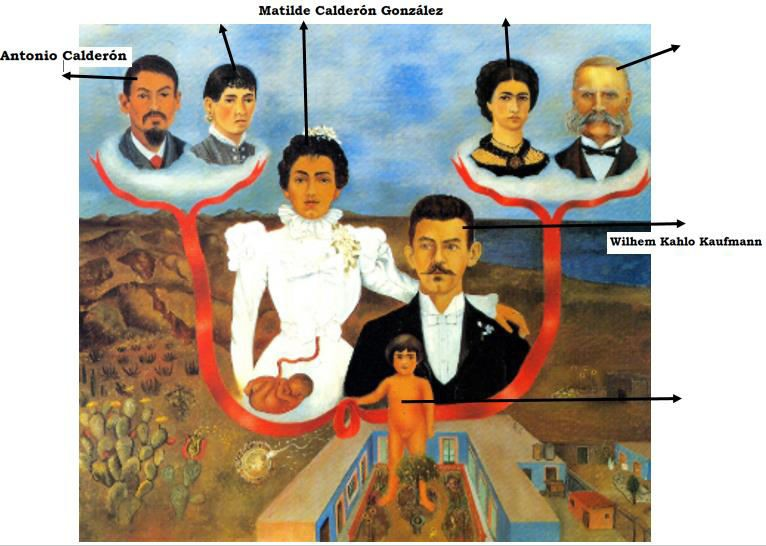 Matilde Calderón González
Antonio Calderón
Wilhem Kahlo Kaufmann